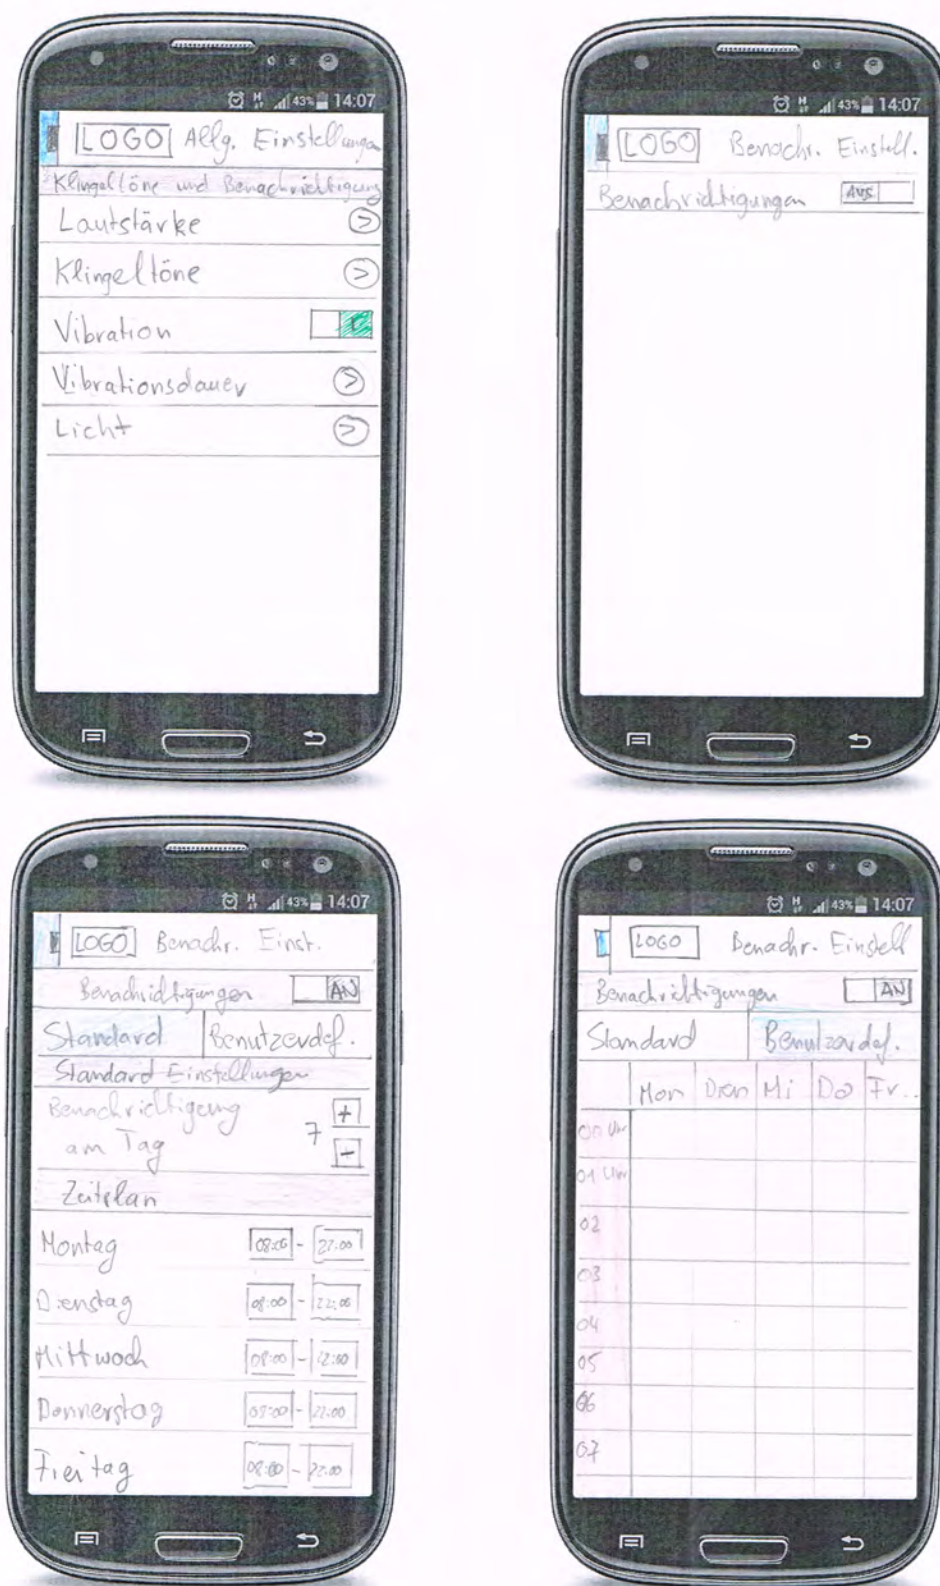 43% 14:07
LOGO Allg. Einstellungen
Klingeltöne und Benachrichtigung
Lautstärke >
Klingeltöne >
Vibration
Vibrationsdauer >
Licht >
43% 14:07
LOGO Benachr. Einstell.
Benachrichtigungen AUS
43% 14:07
LOGO Benachr. Einst.
Benachrichtigungen AN
Standard Benutzerdef.
Standard Einstellungen
Benachrichtigung
am Tag 7 + -
Zeitplan
Montag 08:00 - 22:00
Dienstag 08:00 - 22:00
Mittwoch 08:00 - 22:00
Donnerstag 08:00 - 22:00
Freitag 08:00 - 22:00
43% 14:07
LOGO Benachr. Einstell
Benachrichtigungen AN
Standard Benutzerdef.
Mon Dien Mi Do Fr..
00 Uhr
01 Uhr
02
03
04
05
06
07